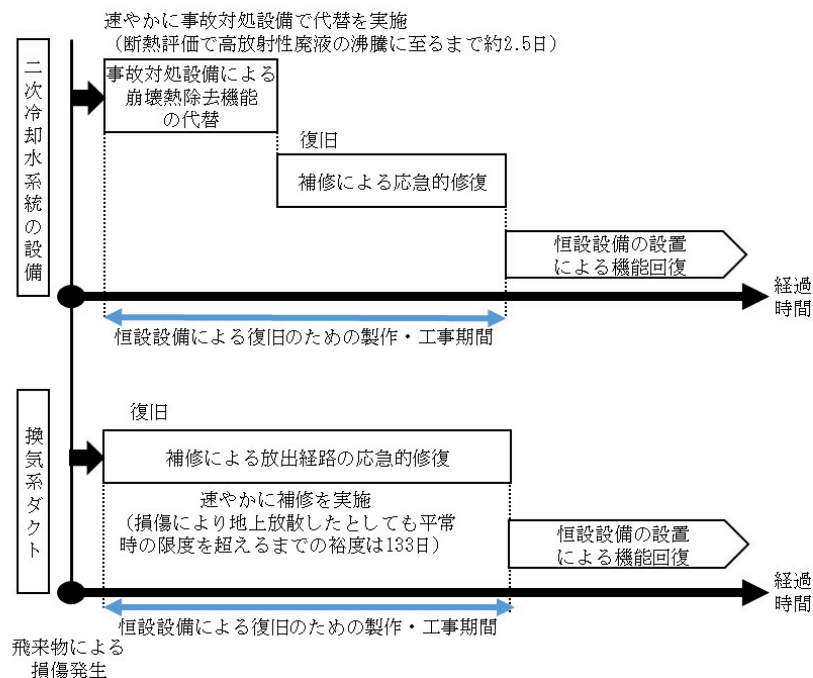 速やかに事故対処設備で代替を実施
（断熱評価で高放射性廃液の沸騰に至るまで約2.5日）
二次冷却水系統の設備
事故対処設備による
崩壊熱除去機能
の代替
復旧
補修による応急的修復
恒設設備の設置
による機能回復
経過
時間
恒設設備による復旧のための製作・工事期間
換気系ダクト
復旧
補修による放出経路の応急的修復
速やかに補修を実施
（損傷により地上放散したとしても平常
時の限度を超えるまでの裕度は133日）
恒設設備の設置
による機能回復
経過
時間
恒設設備による復旧のための製作・工事期間
飛来物による
損傷発生